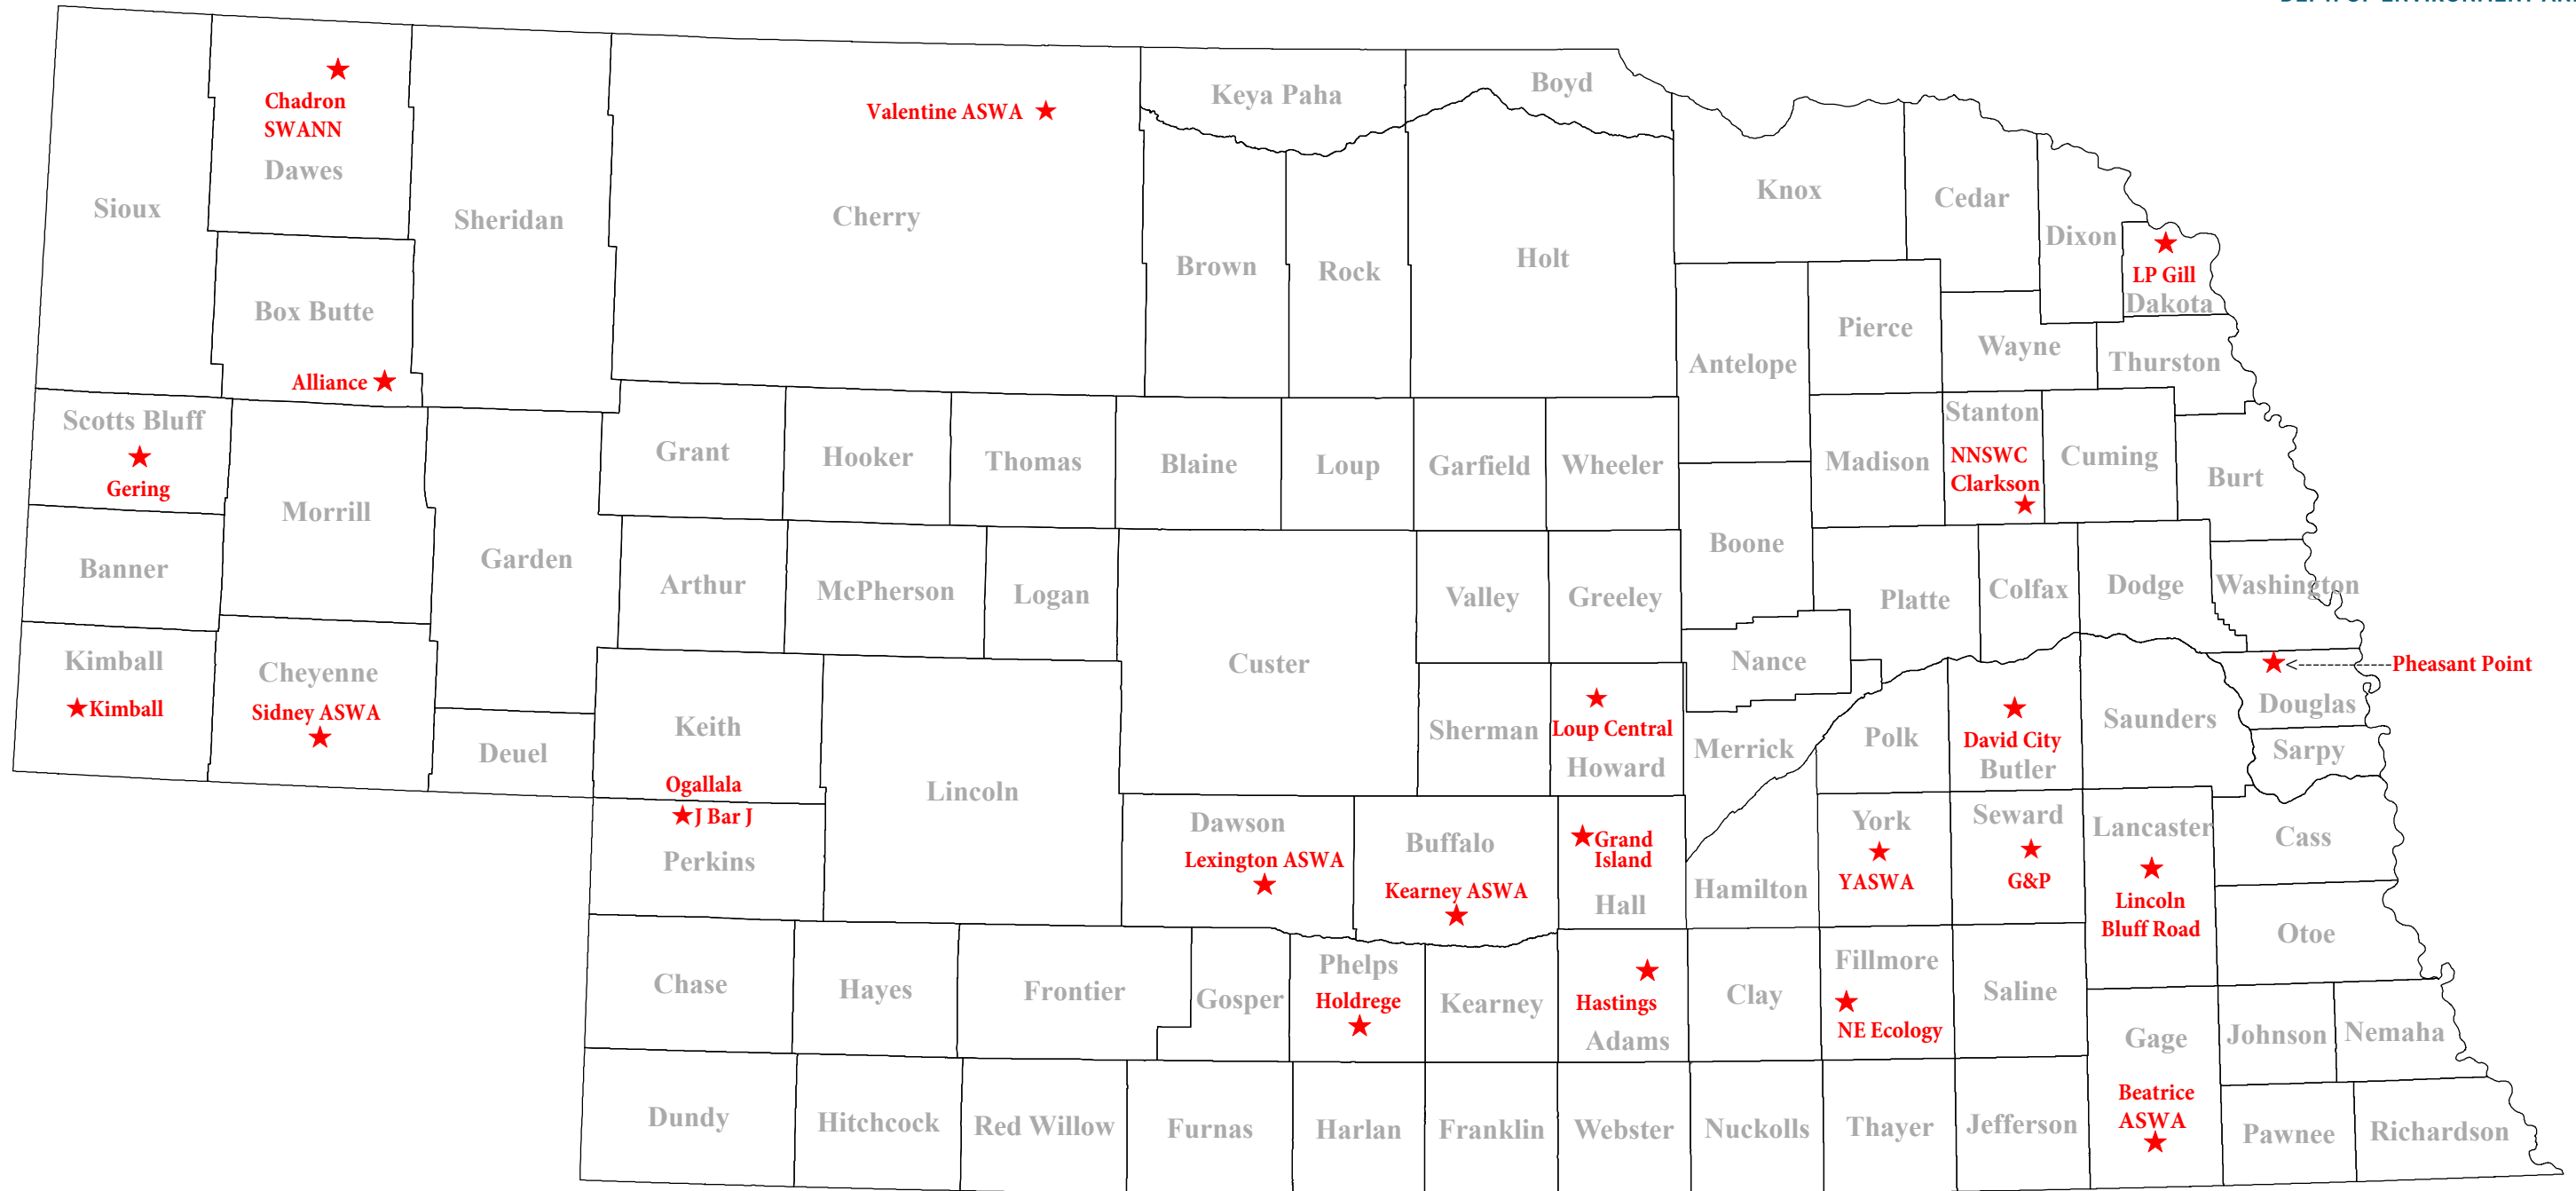 Keya Paha
Boyd
Chadron
SWANN
Valentine ASWA
Dawes
Knox
Cedar
Sioux
Sheridan
Cherry
Dixon
Brown
Rock
Holt
LP Gill
Dakota
Box Butte
Pierce
Wayne
Thurston
Antelope
Alliance
Scotts Bluff
Gering
Grant
Hooker
Thomas
Blaine
Loup
Garfield
Wheeler
Madison
Stanton
NNSWC
Clarkson
Cuming
Burt
Morrill
Banner
Garden
Arthur
McPherson
Logan
Valley
Greeley
Boone
Platte
Colfax
Dodge
Washington
Kimball
Kimball
Cheyenne
Sidney ASWA
Custer
Nance
Pheasant Point
Douglas
Keith
Deuel
Sherman
Loup Central
Howard
Merrick
Polk
David City
Butler
Saunders
Sarpy
Ogallala
J Bar J
Perkins
Lincoln
Dawson
Lexington ASWA
Buffalo
Kearney ASWA
Grand
Island
Hall
Hamilton
York
YASWA
Seward
G&P
Lancaster
Lincoln
Bluff Road
Cass
Otoe
Chase
Hayes
Frontier
Gosper
Phelps
Holdrege
Kearney
Hastings
Adams
Clay
Fillmore
NE Ecology
Saline
Gage
Johnson
Nemaha
Dundy
Hitchcock
Red Willow
Furnas
Harlan
Franklin
Webster
Nuckolls
Thayer
Jefferson
Beatrice
ASWA
Pawnee
Richardson